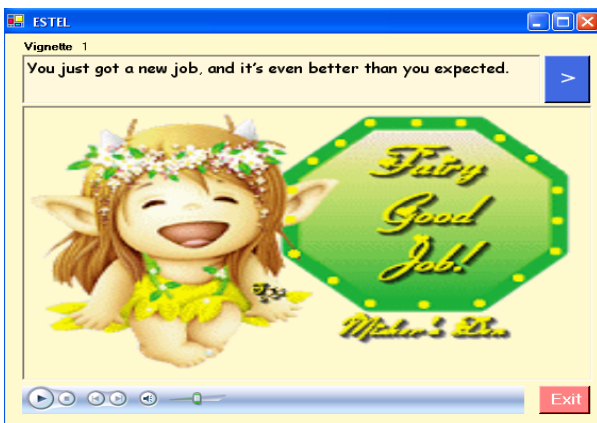 ESTEL
Vignette 1
You just got a new job, and it's even better than you expected.
>
Fairy
Good
Job!
Exit